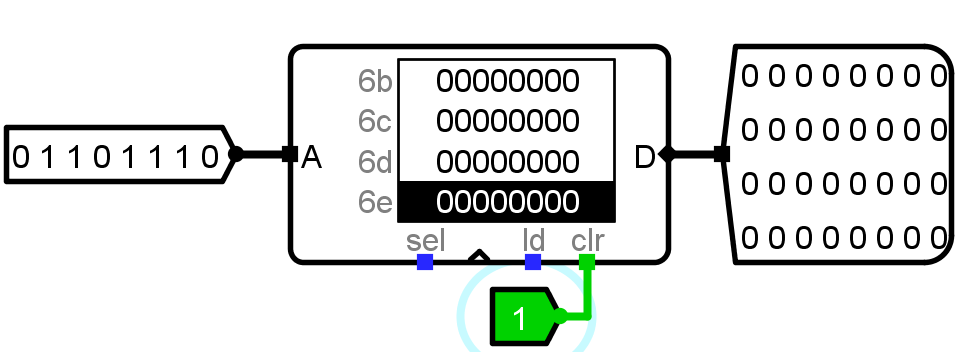 0 1 1 0 1 1 1 0
A
6b 00000000
6c 00000000
6d 00000000
6e 00000000
sel ld clr
D
0 0 0 0 0 0 0 0
0 0 0 0 0 0 0 0
0 0 0 0 0 0 0 0
0 0 0 0 0 0 0 0
1